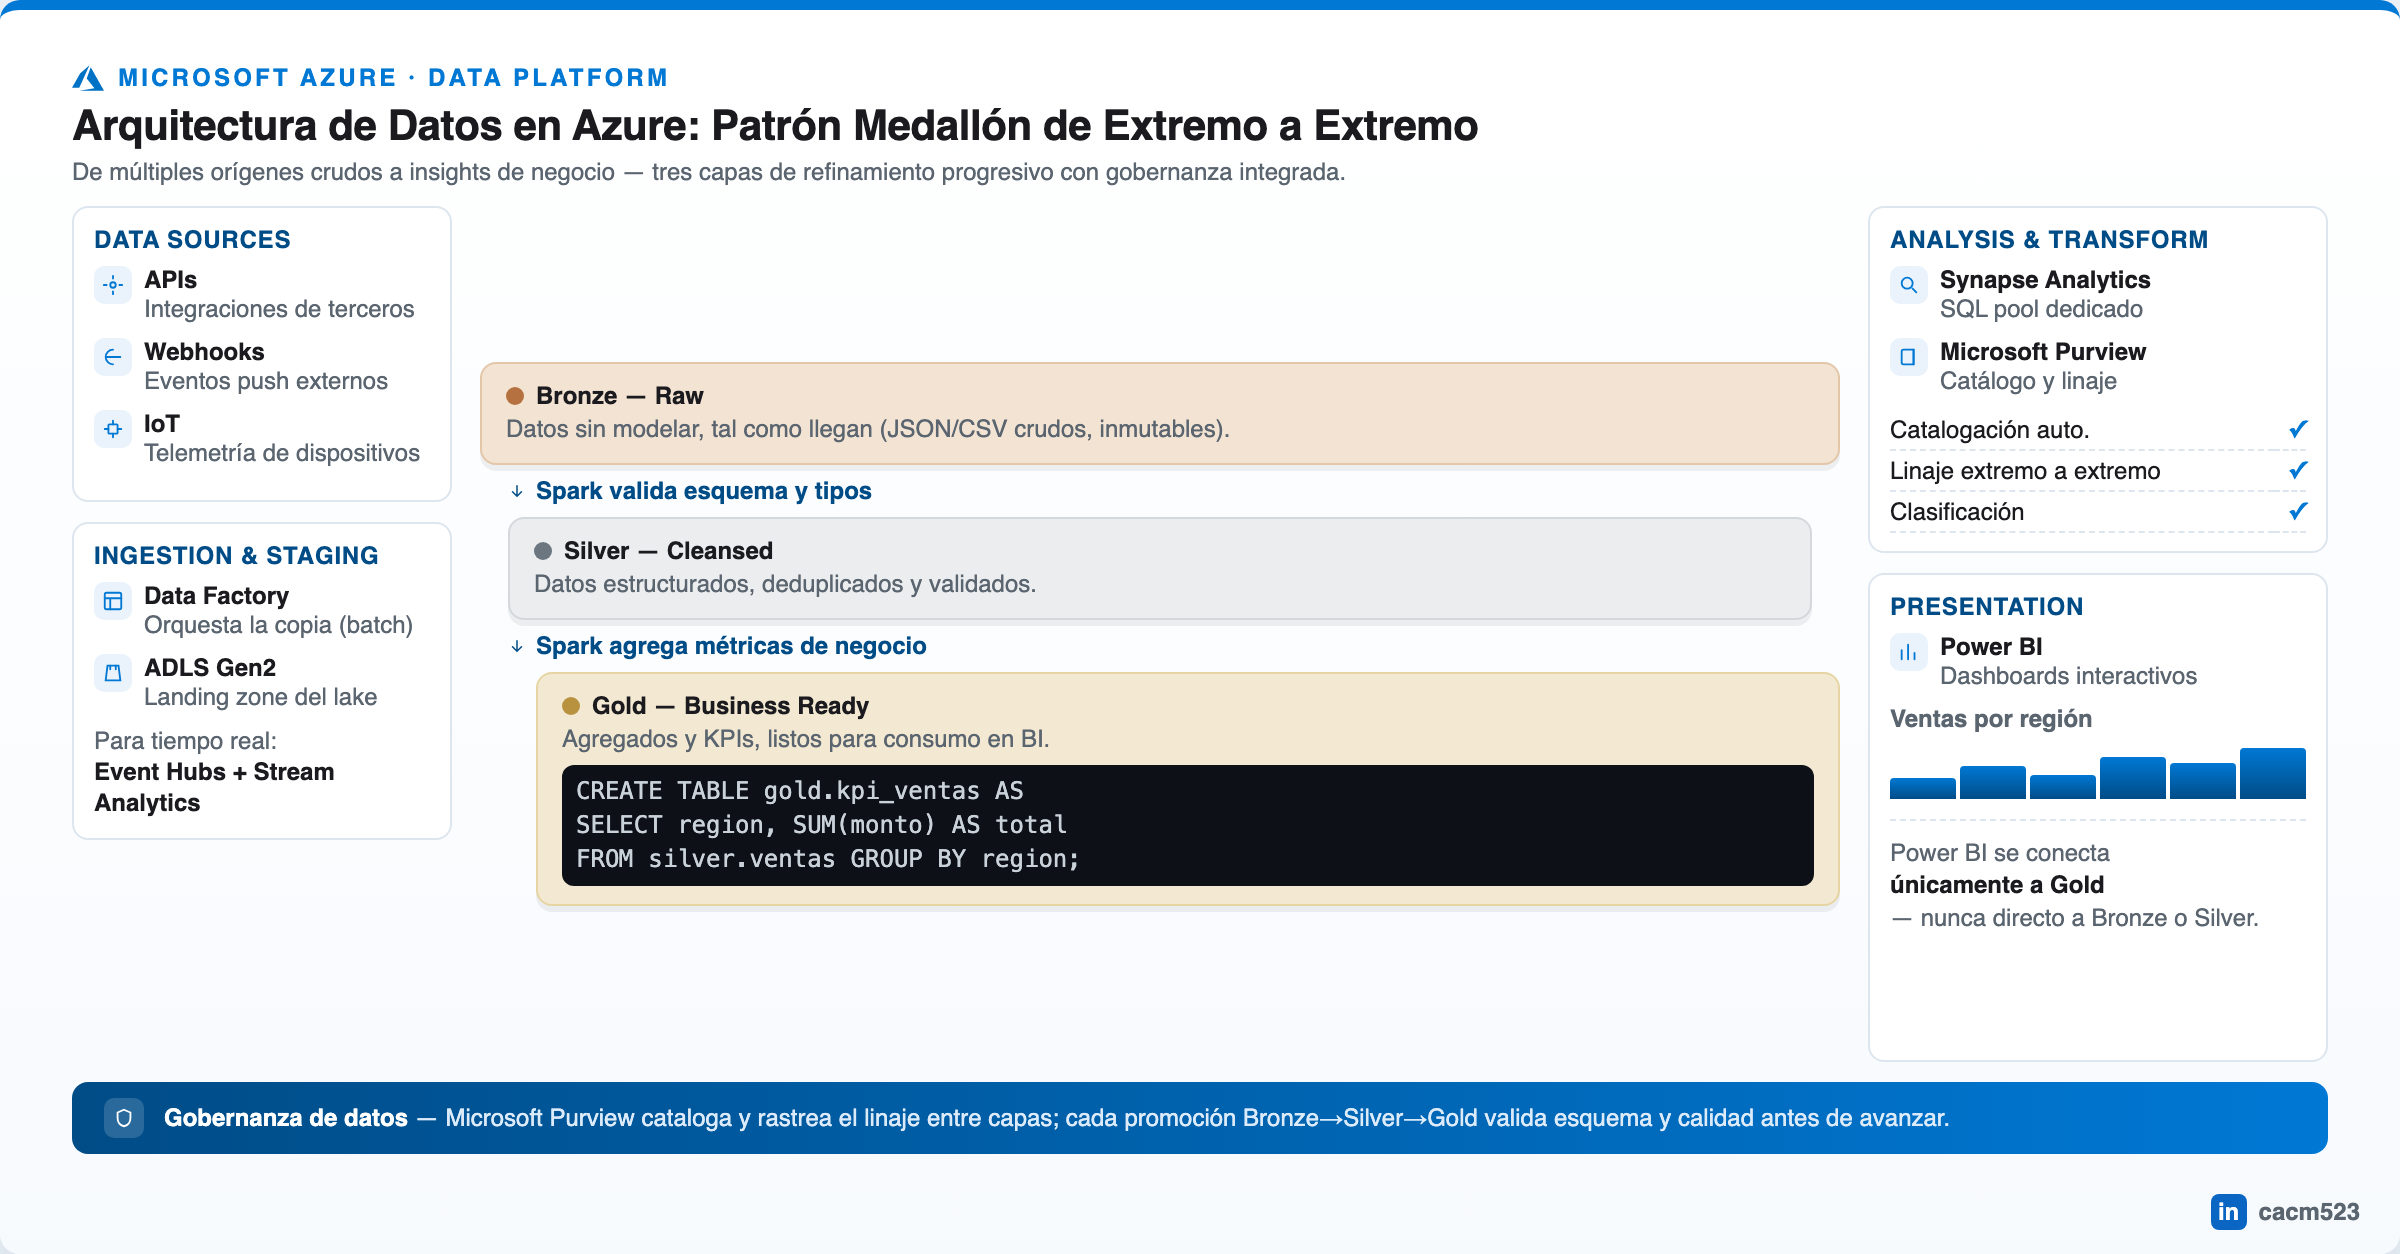 MICROSOFT AZURE · DATA PLATFORM
Arquitectura de Datos en Azure: Patrón Medallón de Extremo a Extremo
De múltiples orígenes crudos a insights de negocio — tres capas de refinamiento progresivo con gobernanza integrada.
DATA SOURCES
APIs
Integraciones de terceros
Webhooks
Eventos push externos
IoT
Telemetría de dispositivos
INGESTION & STAGING
Data Factory
Orquesta la copia (batch)
ADLS Gen2
Landing zone del lake
Para tiempo real:
Event Hubs + Stream
Analytics
Bronze — Raw
Datos sin modelar, tal como llegan (JSON/CSV crudos, inmutables).
↓ Spark valida esquema y tipos
Silver — Cleansed
Datos estructurados, deduplicados y validados.
↓ Spark agrega métricas de negocio
Gold — Business Ready
Agregados y KPIs, listos para consumo en BI.
CREATE TABLE gold.kpi_ventas AS
SELECT region, SUM(monto) AS total
FROM silver.ventas GROUP BY region;
ANALYSIS & TRANSFORM
Synapse Analytics
SQL pool dedicado
Microsoft Purview
Catálogo y linaje
Catalogación auto. ✓
Linaje extremo a extremo ✓
Clasificación ✓
PRESENTATION
Power BI
Dashboards interactivos
Ventas por región
Power BI se conecta
únicamente a Gold
— nunca directo a Bronze o Silver.
Gobernanza de datos — Microsoft Purview cataloga y rastrea el linaje entre capas; cada promoción Bronze→Silver→Gold valida esquema y calidad antes de avanzar.
in cacm523